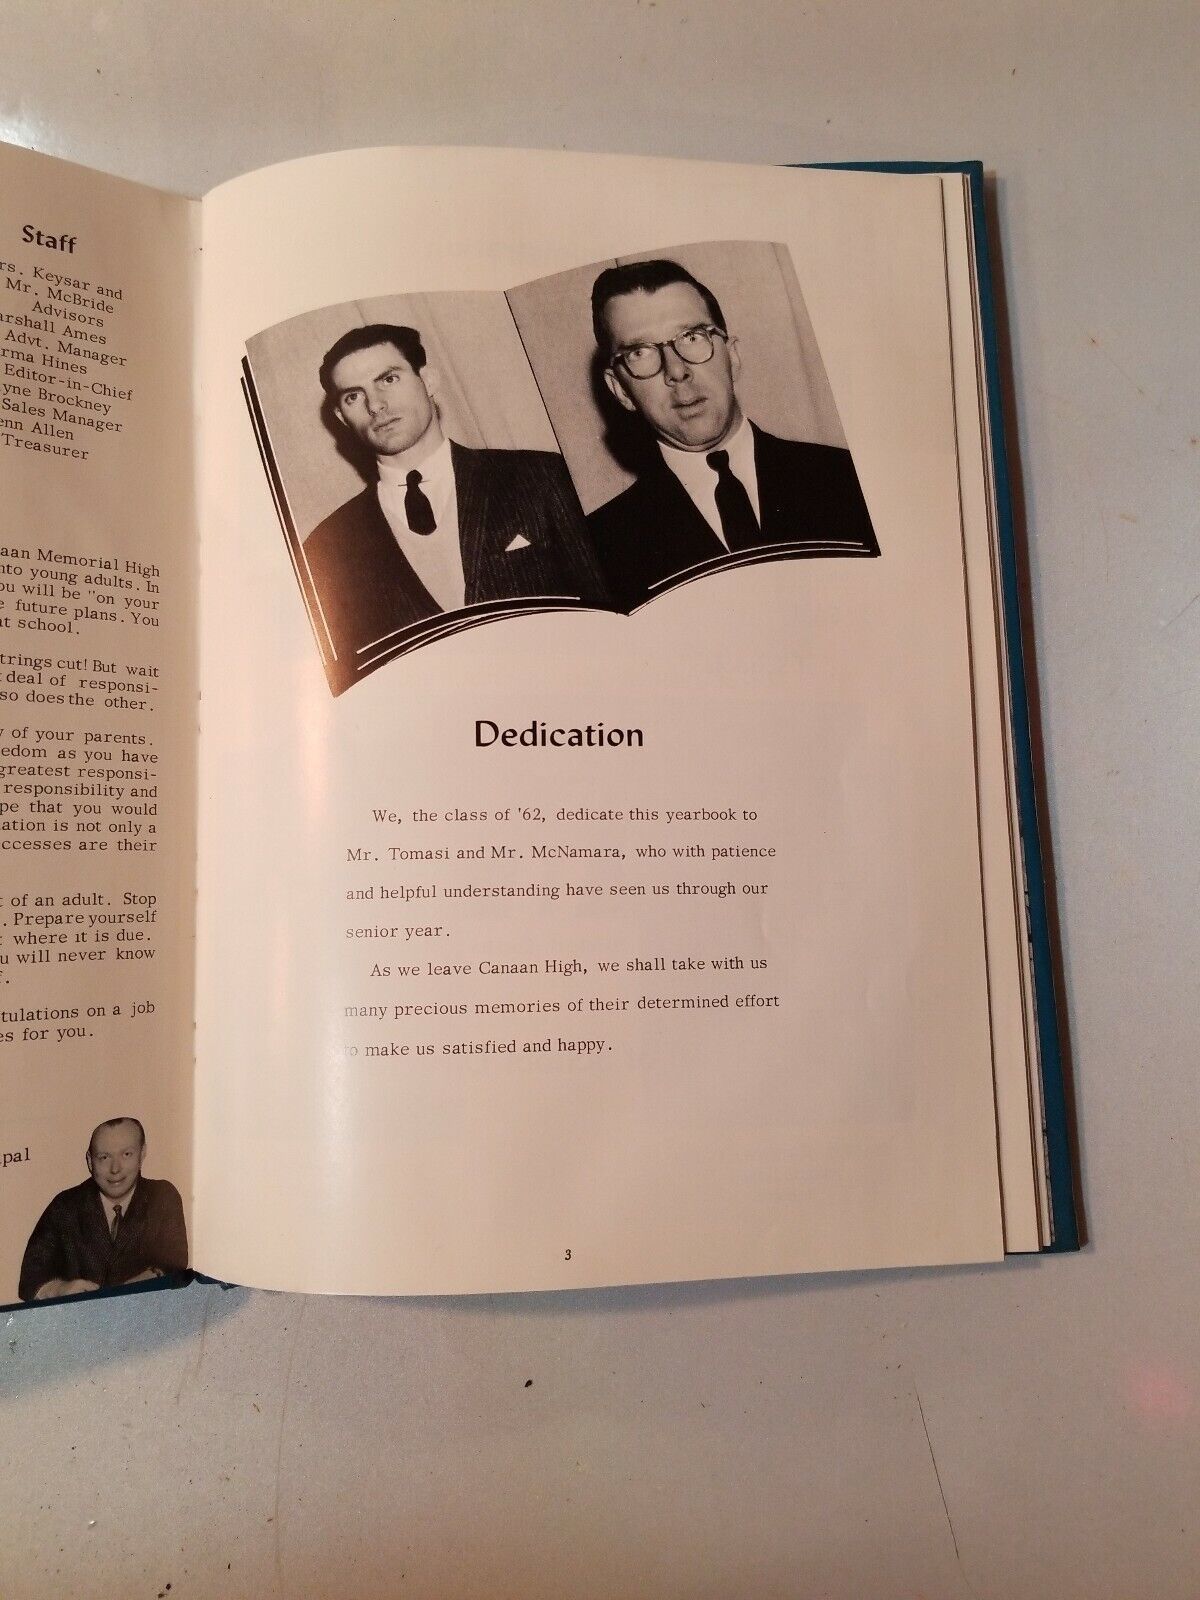 Staff
Keysar and
Mr. McBride
Advisors
Ames
Advt. Manager
Hines
Editor-in-Chief
Brockney
Sales Manager
Allen
Treasurer
Memorial High
young adults. In
you will be "on your
future plans. You
school.
cut! But wait
deal of responsi-
so does the other.
of your parents.
as you have
greatest responsi-
responsibility and
that you would
is not only a
are their
of an adult. Stop
. Prepare yourself
where it is due.
will never know
on a job
for you.
Dedication
We, the class of '62, dedicate this yearbook to
Mr. Tomasi and Mr. McNamara, who with patience
and helpful understanding have seen us through our
senior year.
As we leave Canaan High, we shall take with us
many precious memories of their determined effort
to make us satisfied and happy.
3